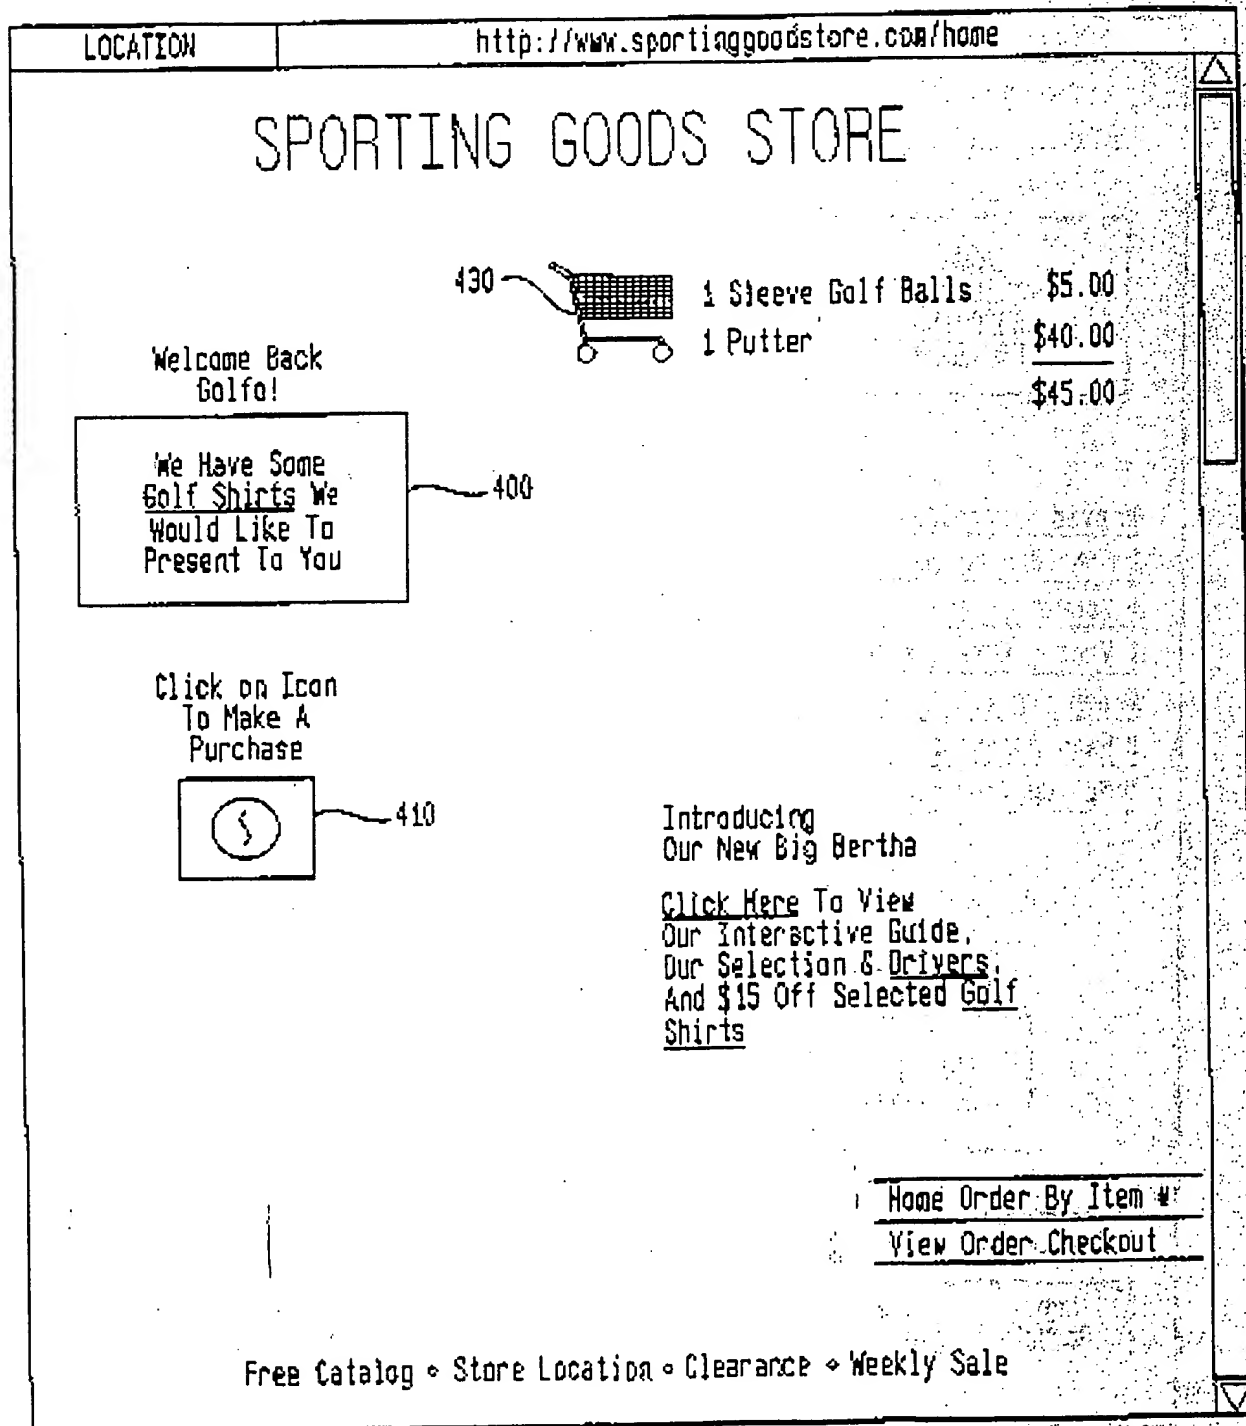 LOCATION
http://www.sportinggoodstore.com/home
SPORTING GOODS STORE
430
1 Sleeve Golf Balls $5.00
1 Putter $40.00
$45.00
Welcome Back
Golfo!
We Have Some
Golf Shirts We
Would Like To
Present To You
400
Click on Icon
To Make A
Purchase
410
Introducing
Our New Big Bertha
Click Here To View
Our Interactive Guide,
Our Selection & Drivers,
And $15 Off Selected Golf
Shirts
Home Order By Item #
View Order Checkout
Free Catalog ⋄ Store Location ⋄ Clearance ⋄ Weekly Sale